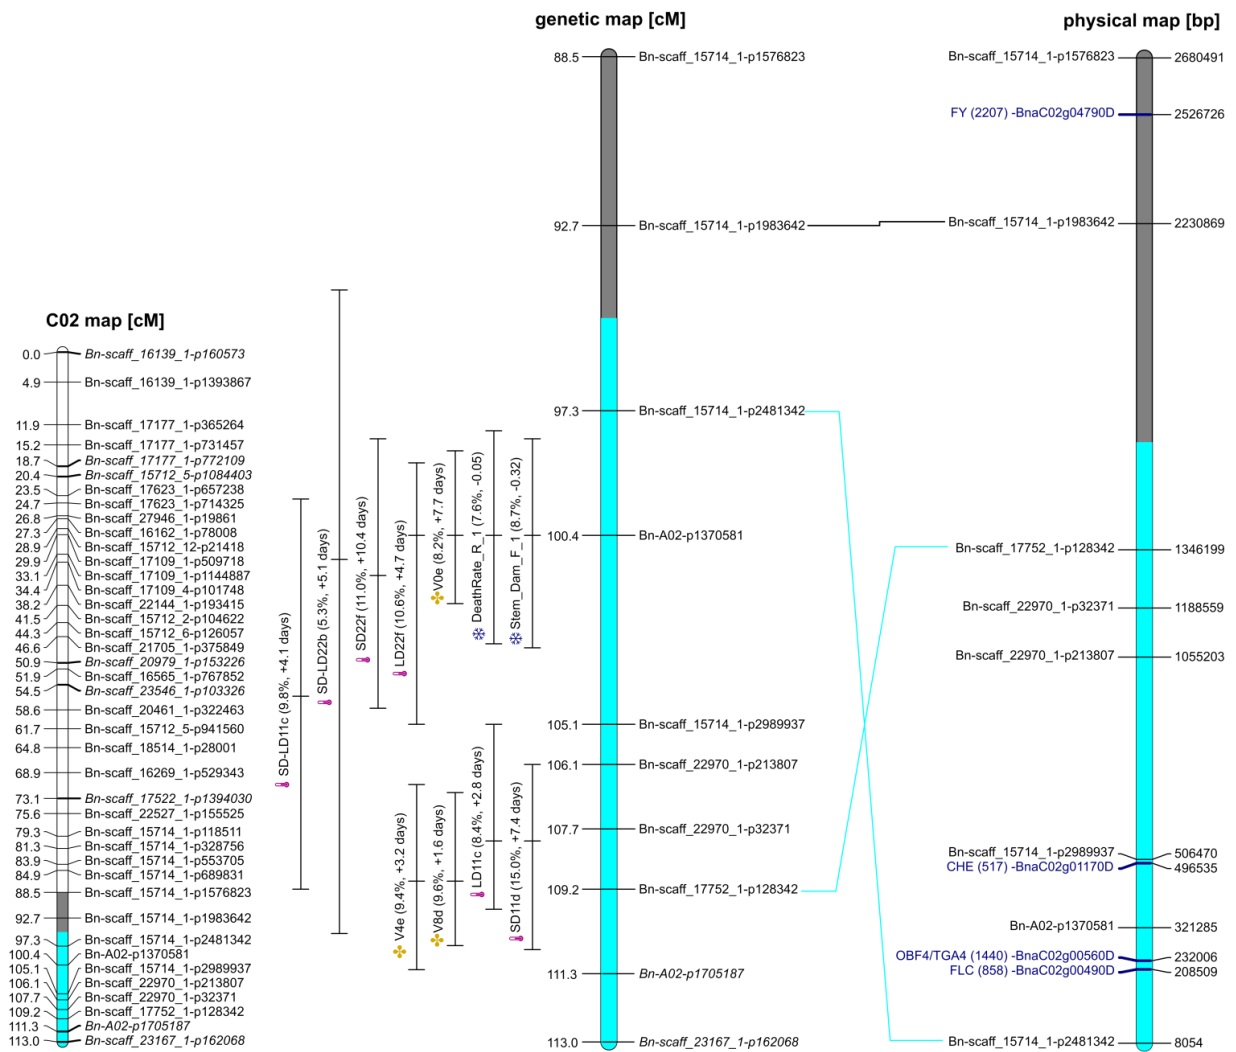 genetic map [cM]
physical map [bp]
C02 map [cM]
0.0 Bn-scaff_16139_1-p160573
4.9 Bn-scaff_16139_1-p1393867
11.9 Bn-scaff_17177_1-p365264
15.2 Bn-scaff_17177_1-p731457
18.7 Bn-scaff_17177_1-p772109
20.4 Bn-scaff_15712_5-p1084403
23.5 Bn-scaff_17623_1-p657238
24.7 Bn-scaff_17623_1-p714325
26.8 Bn-scaff_27946_1-p19861
27.3 Bn-scaff_16162_1-p78008
28.9 Bn-scaff_15712_12-p21418
29.9 Bn-scaff_17109_1-p509718
33.1 Bn-scaff_17109_1-p1144887
34.4 Bn-scaff_17109_4-p101748
38.2 Bn-scaff_22144_1-p193415
41.5 Bn-scaff_15712_2-p104622
44.3 Bn-scaff_15712_6-p126057
46.6 Bn-scaff_21705_1-p375849
50.9 Bn-scaff_20979_1-p153226
51.9 Bn-scaff_16565_1-p767852
54.5 Bn-scaff_23546_1-p103326
58.6 Bn-scaff_20461_1-p322463
61.7 Bn-scaff_15712_5-p941560
64.8 Bn-scaff_18514_1-p28001
68.9 Bn-scaff_16269_1-p529343
73.1 Bn-scaff_17522_1-p1394030
75.6 Bn-scaff_22527_1-p155525
79.3 Bn-scaff_15714_1-p118511
81.3 Bn-scaff_15714_1-p328756
83.9 Bn-scaff_15714_1-p553705
84.9 Bn-scaff_15714_1-p689831
88.5 Bn-scaff_15714_1-p1576823
92.7 Bn-scaff_15714_1-p1983642
97.3 Bn-scaff_15714_1-p2481342
100.4 Bn-A02-p1370581
105.1 Bn-scaff_15714_1-p2989937
106.1 Bn-scaff_22970_1-p213807
107.7 Bn-scaff_22970_1-p32371
109.2 Bn-scaff_17752_1-p128342
111.3 Bn-A02-p1705187
113.0 Bn-scaff_23167_1-p162068
SD-LD11c (9.8%, +4.1 days)
SD-LD22b (5.3%, +5.1 days)
SD22f (11.0%, +10.4 days)
LD22f (10.6%, +4.7 days)
V0e (8.2%, +7.7 days)
DeathRate_R_1 (7.6%, -0.05)
Stem_Dam_F_1 (8.7%, -0.32)
V4e (9.4%, +3.2 days)
V8d (9.6%, +1.6 days)
LD11c (8.4%, +2.8 days)
SD11d (15.0%, +7.4 days)
88.5 Bn-scaff_15714_1-p1576823
92.7 Bn-scaff_15714_1-p1983642
97.3 Bn-scaff_15714_1-p2481342
100.4 Bn-A02-p1370581
105.1 Bn-scaff_15714_1-p2989937
106.1 Bn-scaff_22970_1-p213807
107.7 Bn-scaff_22970_1-p32371
109.2 Bn-scaff_17752_1-p128342
111.3 Bn-A02-p1705187
113.0 Bn-scaff_23167_1-p162068
Bn-scaff_15714_1-p1576823 2680491
FY (2207) -BnaC02g04790D 2526726
Bn-scaff_15714_1-p1983642 2230869
Bn-scaff_17752_1-p128342 1346199
Bn-scaff_22970_1-p32371 1188559
Bn-scaff_22970_1-p213807 1055203
Bn-scaff_15714_1-p2989937 506470
CHE (517) -BnaC02g01170D 496535
Bn-A02-p1370581 321285
OBF4/TGA4 (1440) -BnaC02g00560D 232006
FLC (858) -BnaC02g00490D 208509
Bn-scaff_15714_1-p2481342 8054